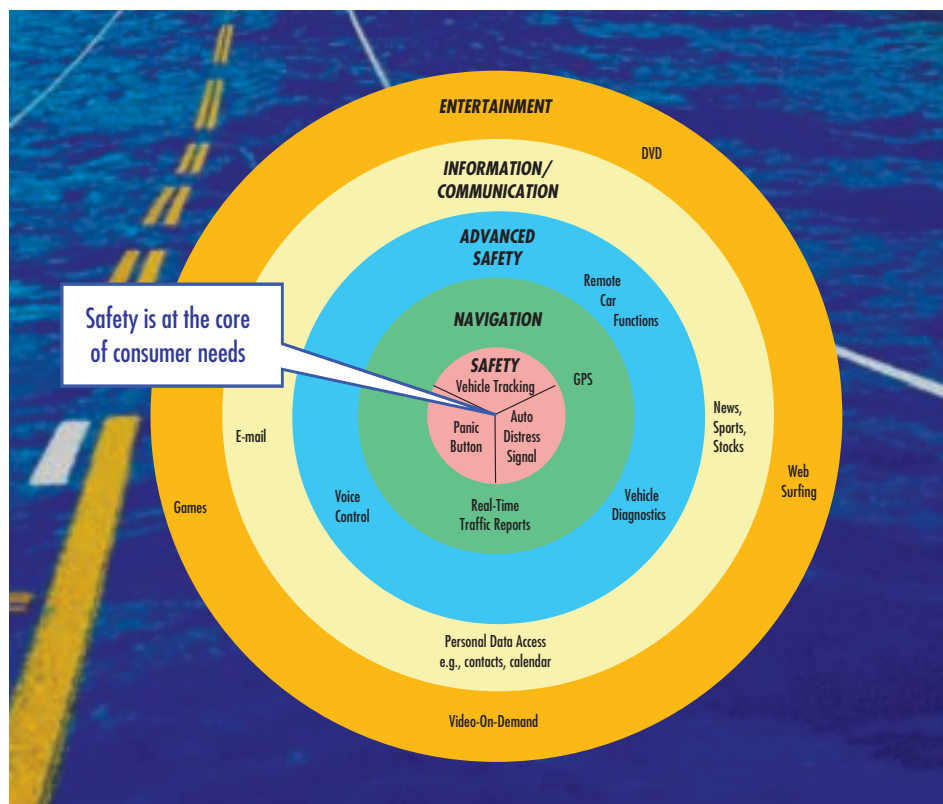 ENTERTAINMENT
DVD
INFORMATION/
COMMUNICATION
ADVANCED
SAFETY
Remote
Car
Functions
Safety is at the core
of consumer needs
NAVIGATION
SAFETY
Vehicle Tracking
GPS
Panic
Button
Auto
Distress
Signal
News,
Sports,
Stocks
E-mail
Web
Surfing
Games
Voice
Control
Real-Time
Traffic Reports
Vehicle
Diagnostics
Personal Data Access
e.g., contacts, calendar
Video-On-Demand